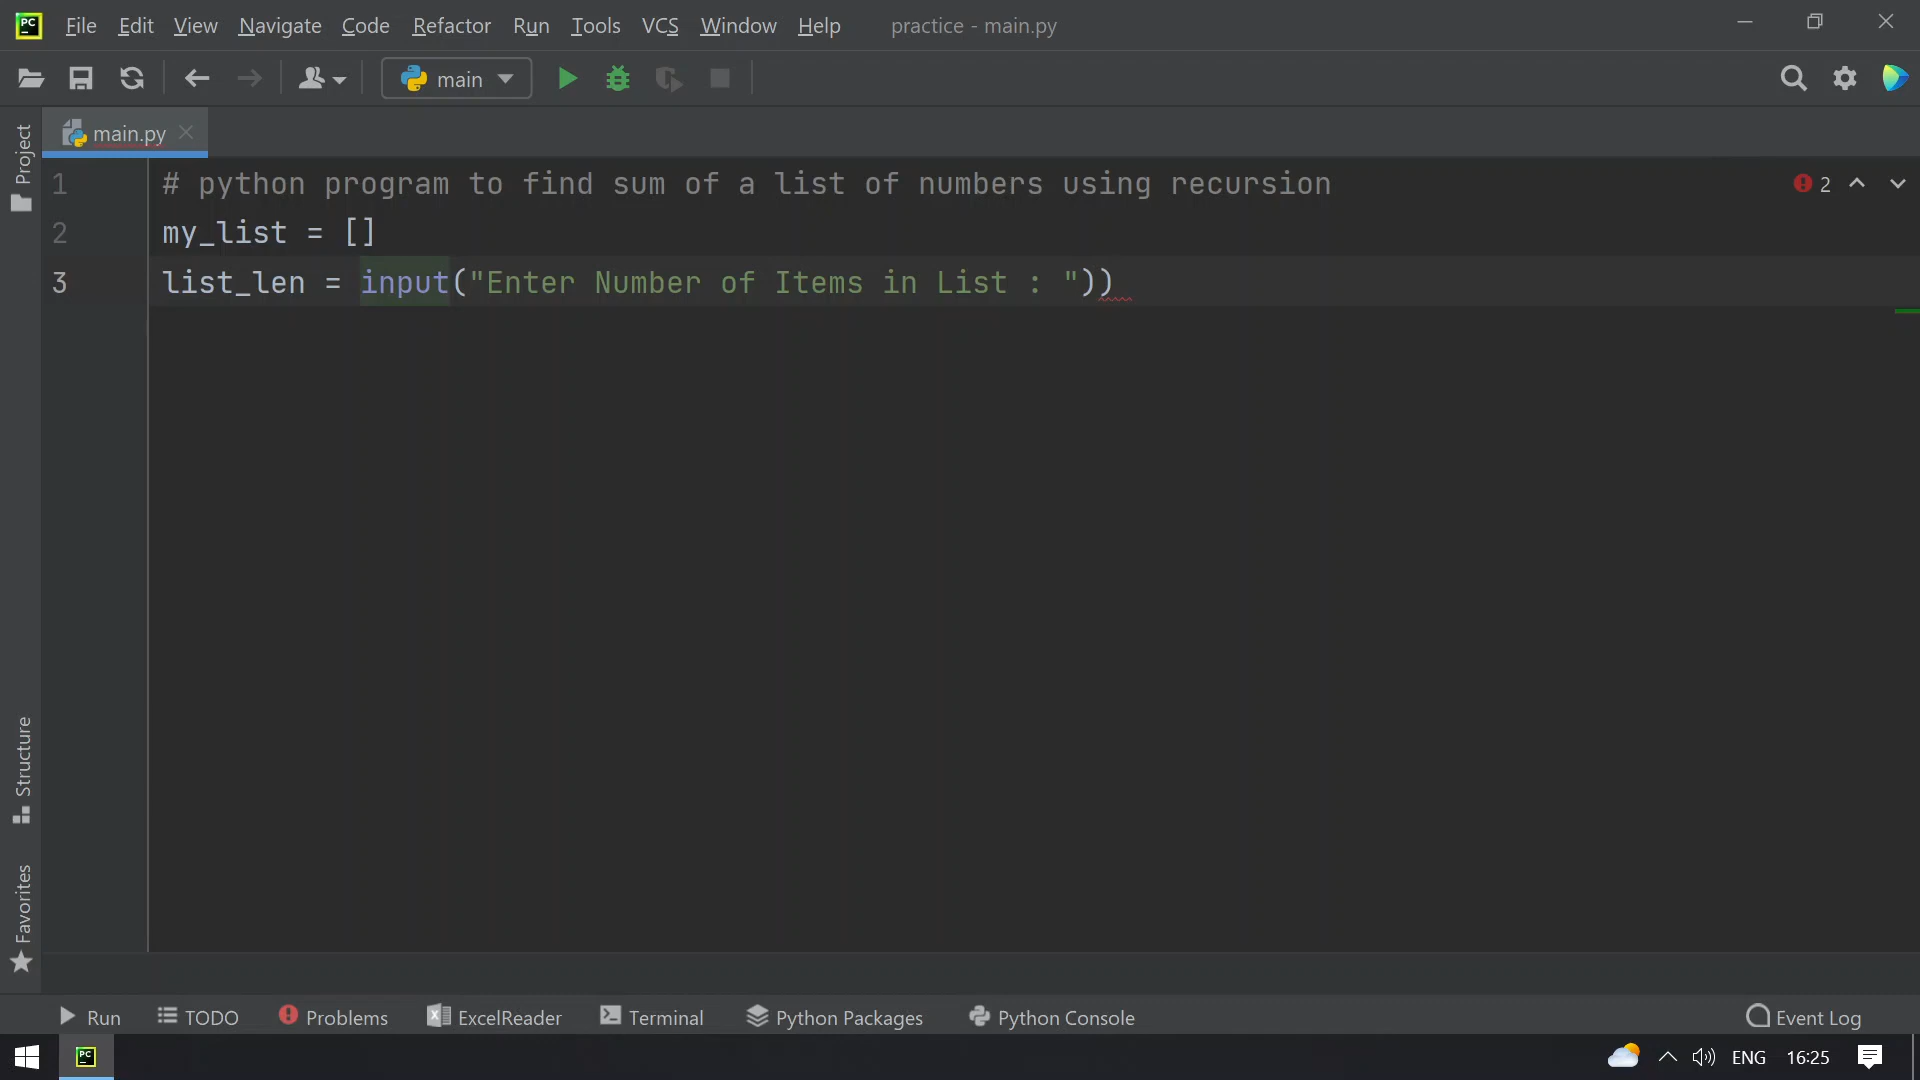 PC File Edit View Navigate Code Refactor Run Tools VCS Window Help practice - main.py
main
main.py
Project
1 # python program to find sum of a list of numbers using recursion
2
2 my_list = []
3 list_len = input("Enter Number of Items in List : "))
Structure
Favorites
Run TODO Problems ExcelReader Terminal Python Packages Python Console Event Log
PC ENG 16:25